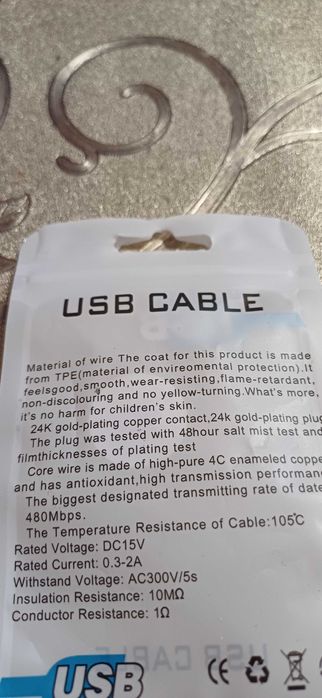 USB CABLE
Material of wire The coat for this product is made
from TPE(material of envireomental protection).It
feelsgood,smooth,wear-resisting,flame-retardant,
non-discolouring and no yellow-turning.What's more,
it's no harm for children's skin.
24K gold-plating copper contact,24k gold-plating plug
The plug was tested with 48hour salt mist test and
filmthicknesses of plating test
Core wire is made of high-pure 4C enameled coppe
and has antioxidant,high transmission performan
The biggest designated transmitting rate of date
480Mbps.
The Temperature Resistance of Cable:105℃
Rated Voltage: DC15V
Rated Current: 0.3-2A
Withstand Voltage: AC300V/5s
Insulation Resistance: 10MΩ
Conductor Resistance: 1Ω
USB
CE